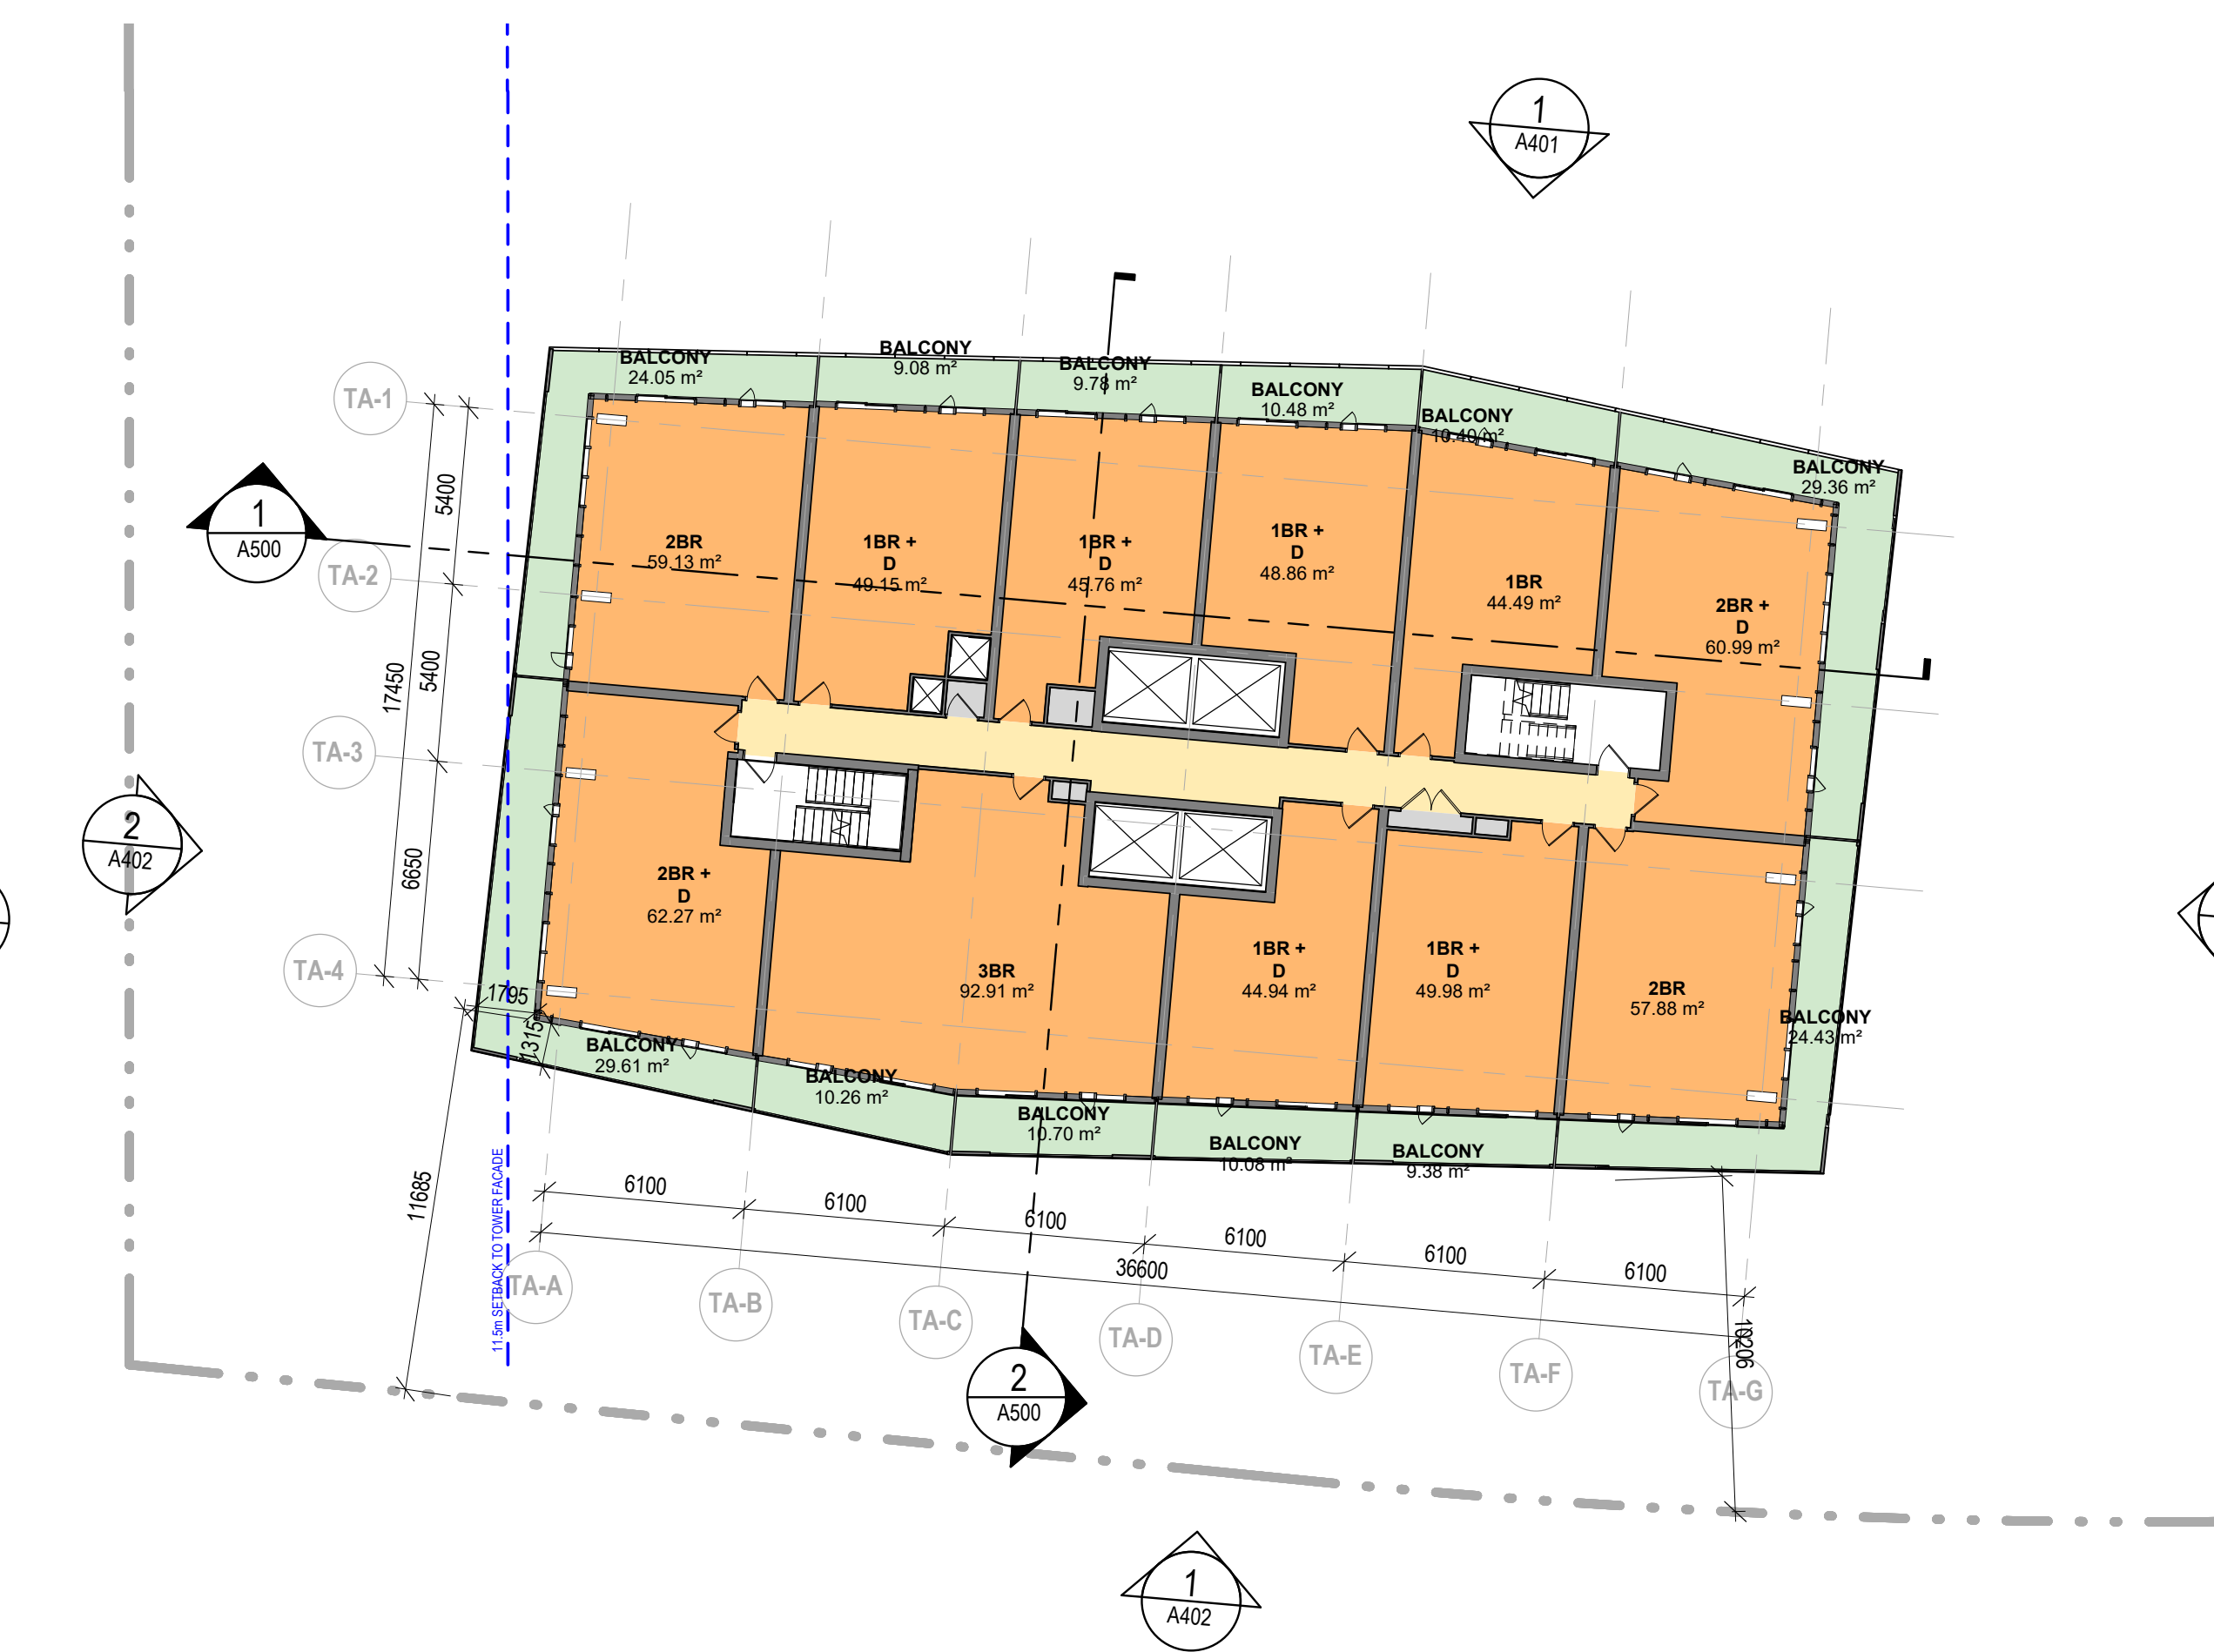 1
A401
BALCONY
24.05 m²
BALCONY
9.08 m²
BALCONY
9.78 m²
BALCONY
10.48 m²
BALCONY
10.40 m²
BALCONY
29.36 m²
TA-1
TA-2
TA-3
TA-4
1
A500
2
A402
5400
5400
6650
17450
2BR
59.13 m²
1BR +
D
49.15 m²
1BR +
D
45.76 m²
1BR +
D
48.86 m²
1BR
44.49 m²
2BR +
D
60.99 m²
2BR +
D
62.27 m²
3BR
92.91 m²
1BR +
D
44.94 m²
1BR +
D
49.98 m²
2BR
57.88 m²
1795
1315
BALCONY
29.61 m²
BALCONY
10.26 m²
BALCONY
10.70 m²
BALCONY
10.08 m²
BALCONY
9.38 m²
BALCONY
24.43 m²
11685
11.5m SETBACK TO TOWER FACADE
6100
6100
6100
6100
6100
6100
36600
10206
TA-A
TA-B
TA-C
TA-D
TA-E
TA-F
TA-G
2
A500
1
A402